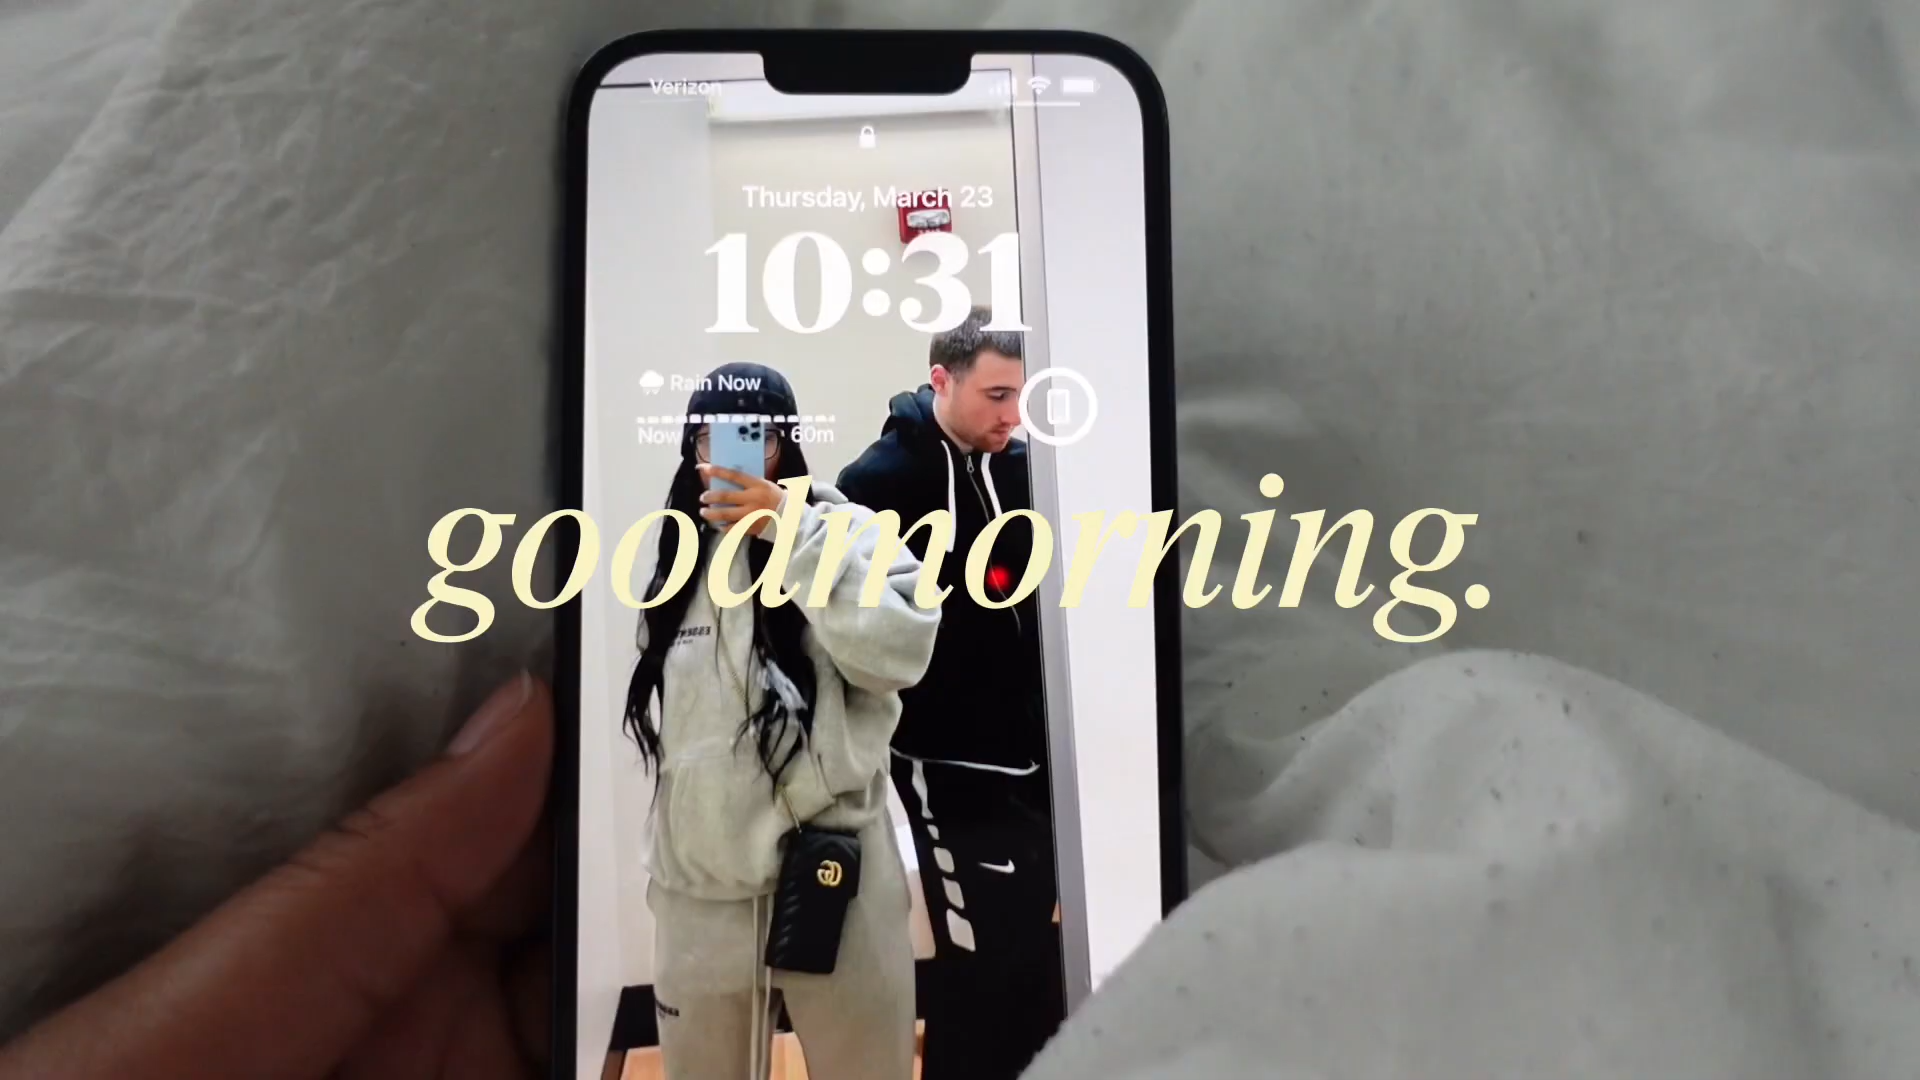 Verizon
Thursday, March 23
10:31
Rain Now
Now 60m
goodmorning.